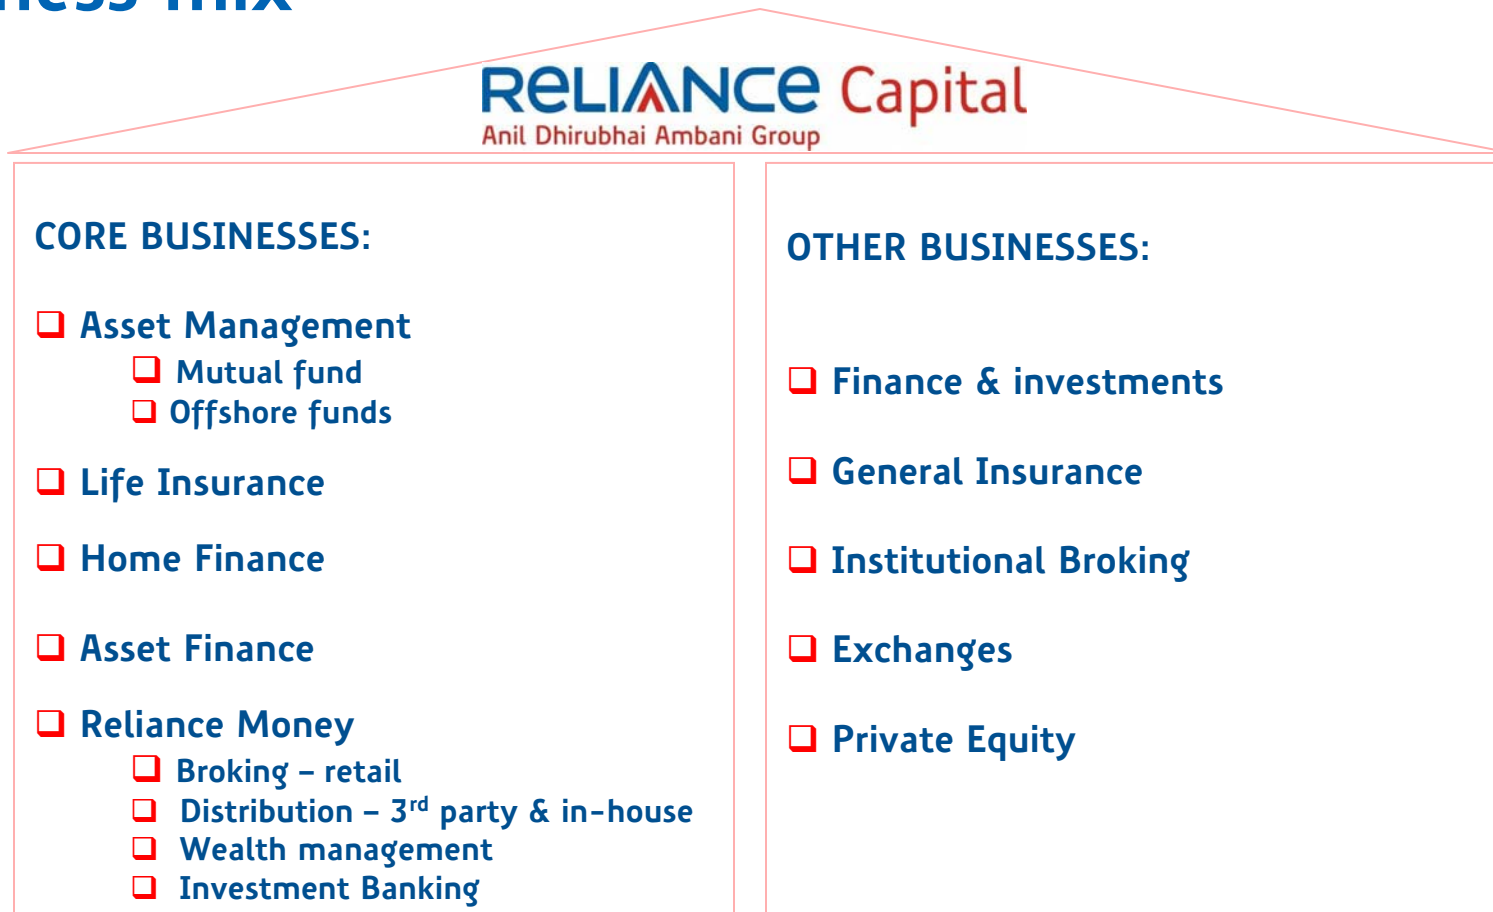 RELIANCE Capital
Anil Dhirubhai Ambani Group
CORE BUSINESSES:
Asset Management
Mutual fund
Offshore funds
Life Insurance
Home Finance
Asset Finance
Reliance Money
Broking – retail
Distribution – 3rd party & in-house
Wealth management
Investment Banking
OTHER BUSINESSES:
Finance & investments
General Insurance
Institutional Broking
Exchanges
Private Equity